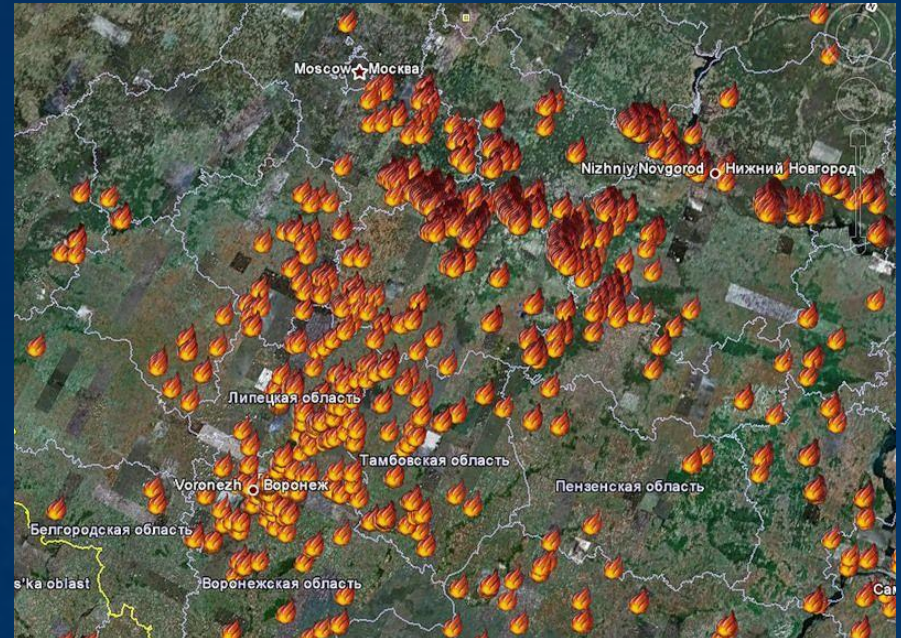 Moscow Москва
Nizhniy Novgorod Нижний Новгород
Липецкая область
Тамбовская область
Voronezh Воронеж
Пензенская область
Белгородская область
s'ka oblast
Воронежская область
Сам